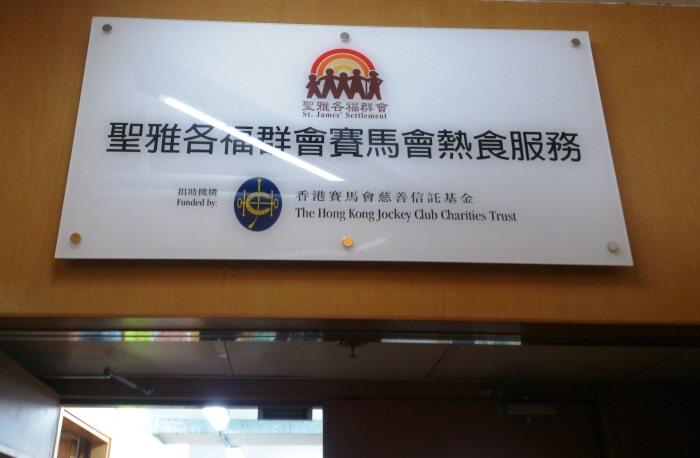 聖雅各福群會
St. James' Settlement
聖雅各福群會賽馬會熱食服務
捐助機構
Funded by:
香港賽馬會慈善信託基金
The Hong Kong Jockey Club Charities Trust